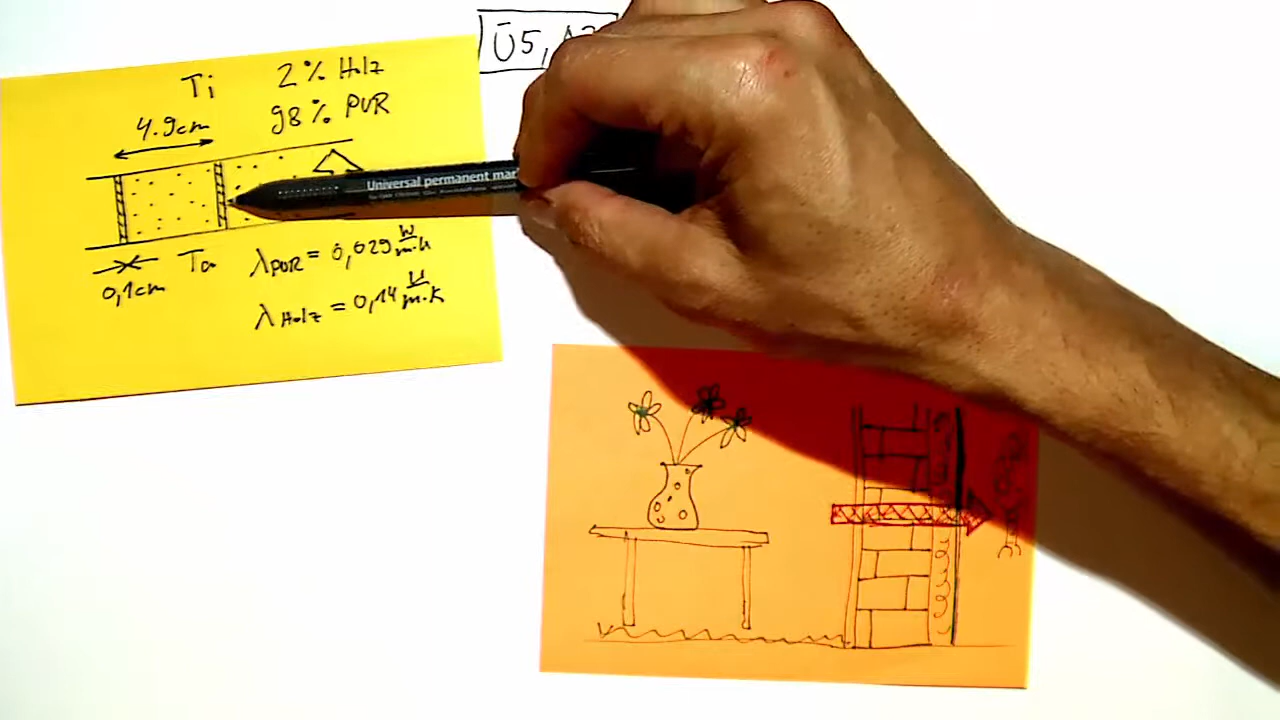 Ū5,
Ti
2 % Holz
98 % PUR
4.9cm
Universal permanent mar
Ta
0,1cm
λPUR = 0,029 W/m·K
λHolz = 0,14 W/m·K